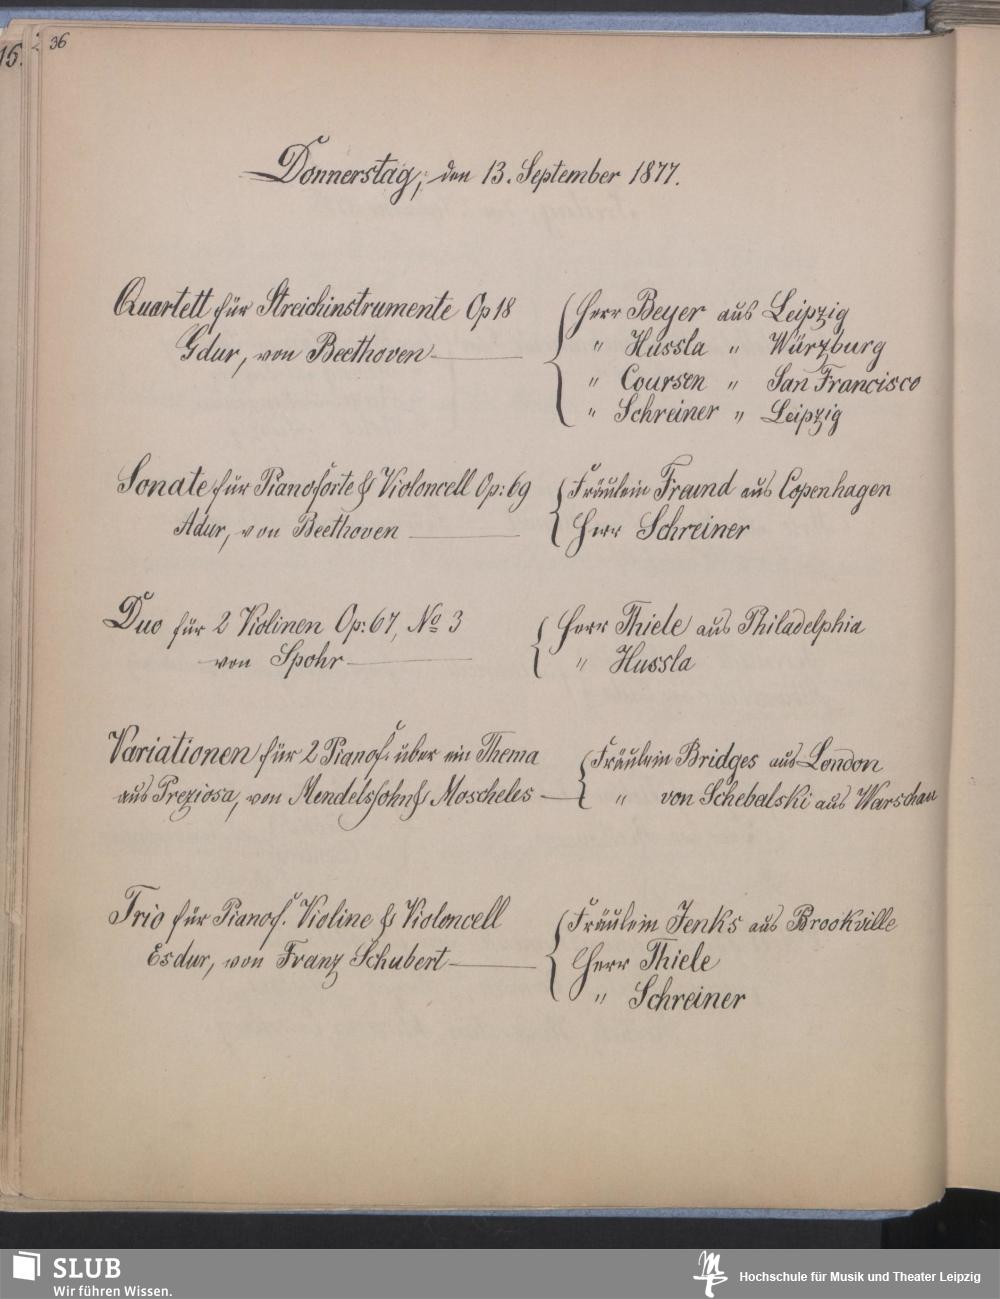 15.
36
Donnerstag, den 13. September 1877.
Quartett für Streichinstrumente Op 18
Gdur, von Beethoven
Herr Beyer aus Leipzig
" Hussla " Würzburg
" Coursen " San Francisco
" Schreiner " Leipzig
Sonate für Pianoforte & Violoncell Op: 69
Adur, von Beethoven
Fräulein Freund aus Copenhagen
Herr Schreiner
Duo für 2 Violinen Op: 67, No 3
von Spohr
Herr Thiele aus Philadelphia
" Hussla
Variationen für 2 Pianof. über ein Thema
aus Preziosa, von Mendelssohn & Moscheles
Fräulein Bridges aus London
" von Schebalski aus Warschau
Trio für Pianof. Violine & Violoncell
Esdur, von Franz Schubert
Fräulein Jenks aus Brookville
Herr Thiele
" Schreiner
SLUB
Wir führen Wissen.
Hochschule für Musik und Theater Leipzig